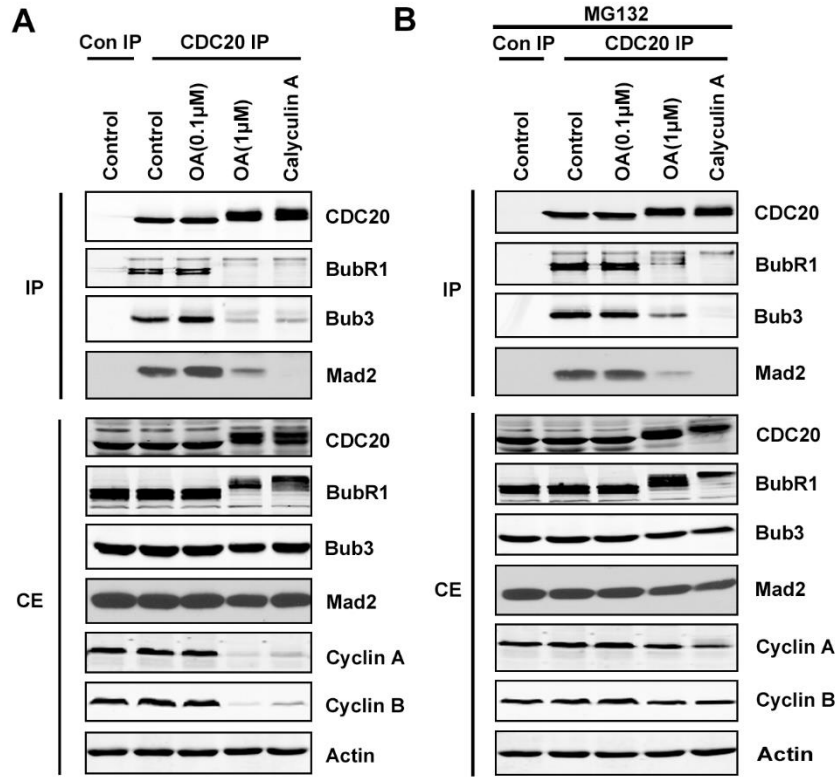 A
Con IP
CDC20 IP
Control
Control
OA(0.1μM)
OA(1μM)
Calyculin A
IP
CDC20
BubR1
Bub3
Mad2
CE
CDC20
BubR1
Bub3
Mad2
Cyclin A
Cyclin B
Actin
B
MG132
Con IP
CDC20 IP
Control
Control
OA(0.1μM)
OA(1μM)
Calyculin A
IP
CDC20
BubR1
Bub3
Mad2
CE
CDC20
BubR1
Bub3
Mad2
Cyclin A
Cyclin B
Actin